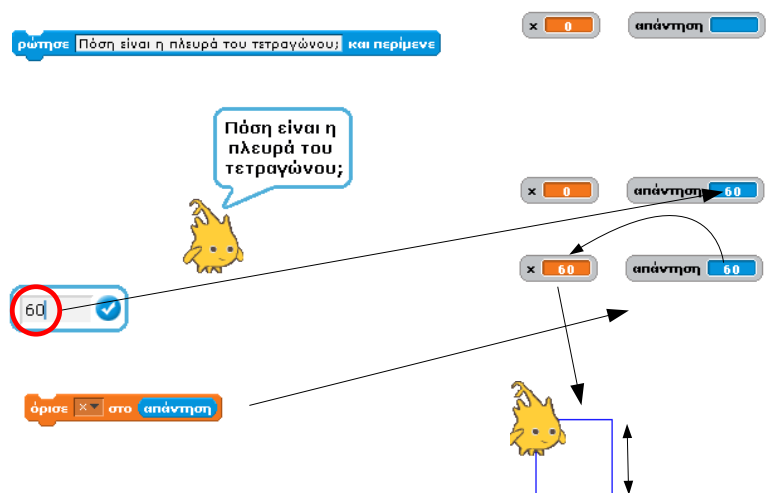 ρώτησε Πόση είναι η πλευρά του τετραγώνου; και περίμενε
x 0 απάντηση
Πόση είναι η
πλευρά του
τετραγώνου;
x 0 απάντηση 60
x 60 απάντηση 60
60
όρισε x στο απάντηση